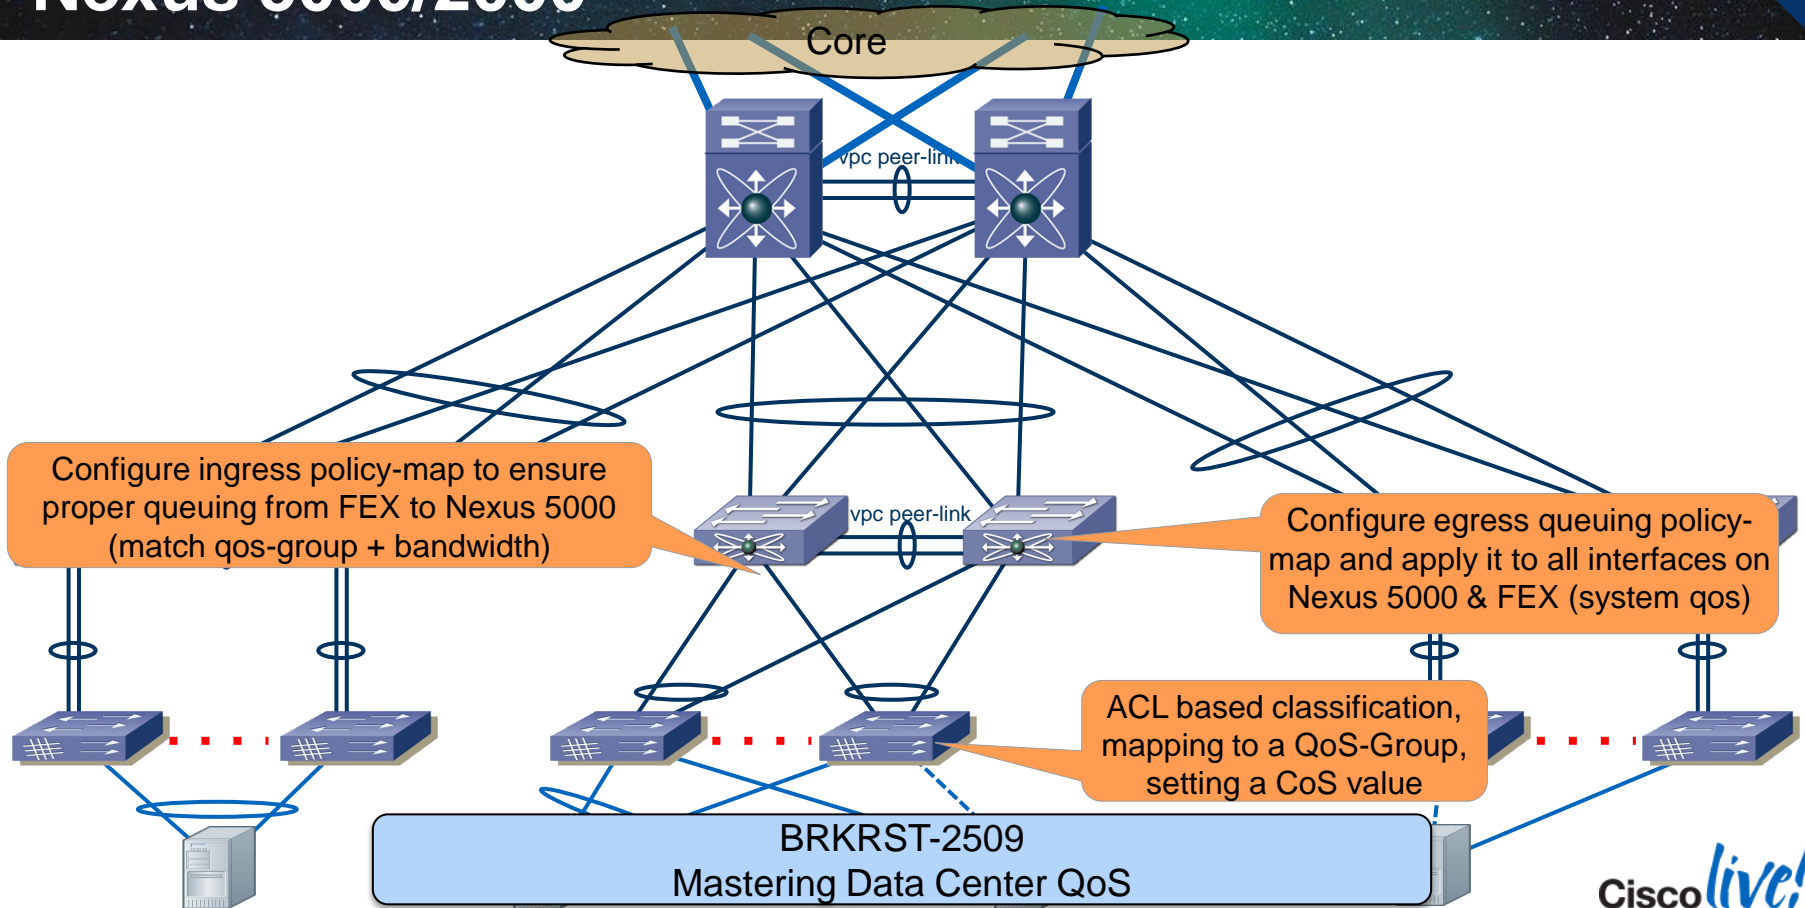 Nexus 5000/2000
Core
vpc peer-link
Configure ingress policy-map to ensure
proper queuing from FEX to Nexus 5000
(match qos-group + bandwidth)
vpc peer-link
Configure egress queuing policy-
map and apply it to all interfaces on
Nexus 5000 & FEX (system qos)
ACL based classification,
mapping to a QoS-Group,
setting a CoS value
BRKRST-2509
Mastering Data Center QoS
Cisco live!